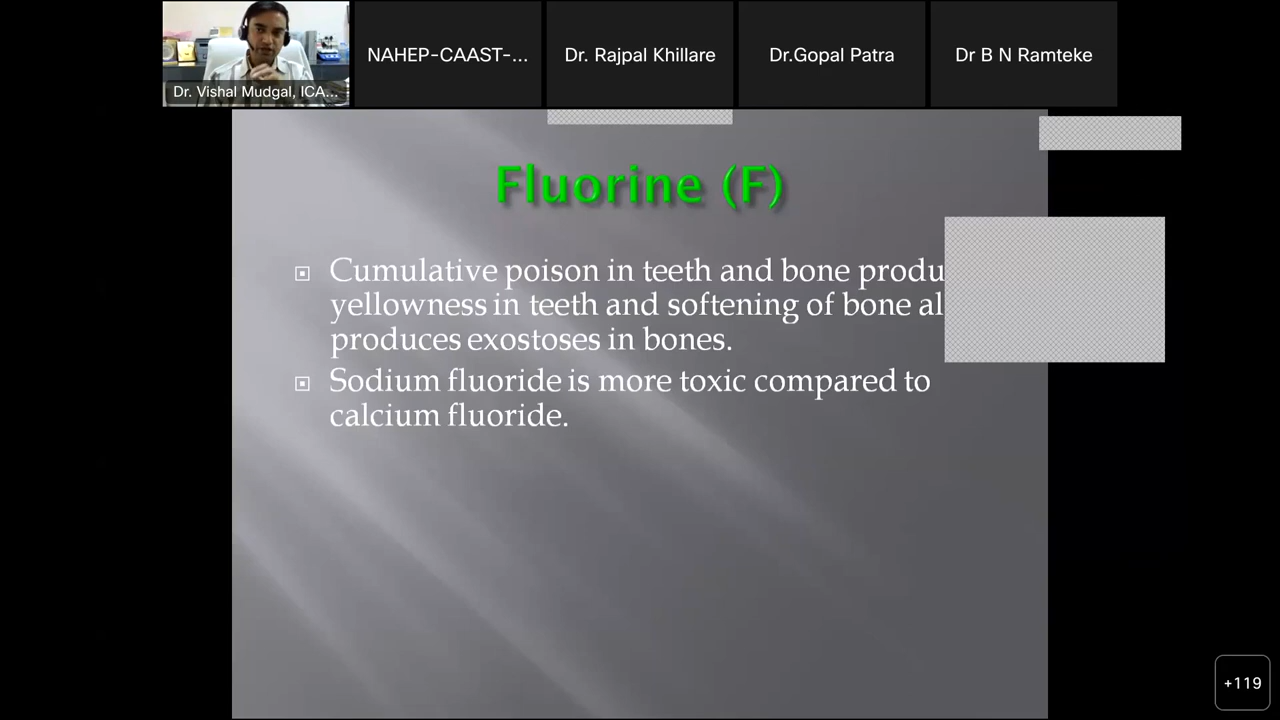 Dr. Vishal Mudgal, ICA...
NAHEP-CAAST-...
Dr. Rajpal Khillare
Dr.Gopal Patra
Dr B N Ramteke
Fluorine (F)
Cumulative poison in teeth and bone produ
yellowness in teeth and softening of bone al
produces exostoses in bones.
Sodium fluoride is more toxic compared to
calcium fluoride.
+119